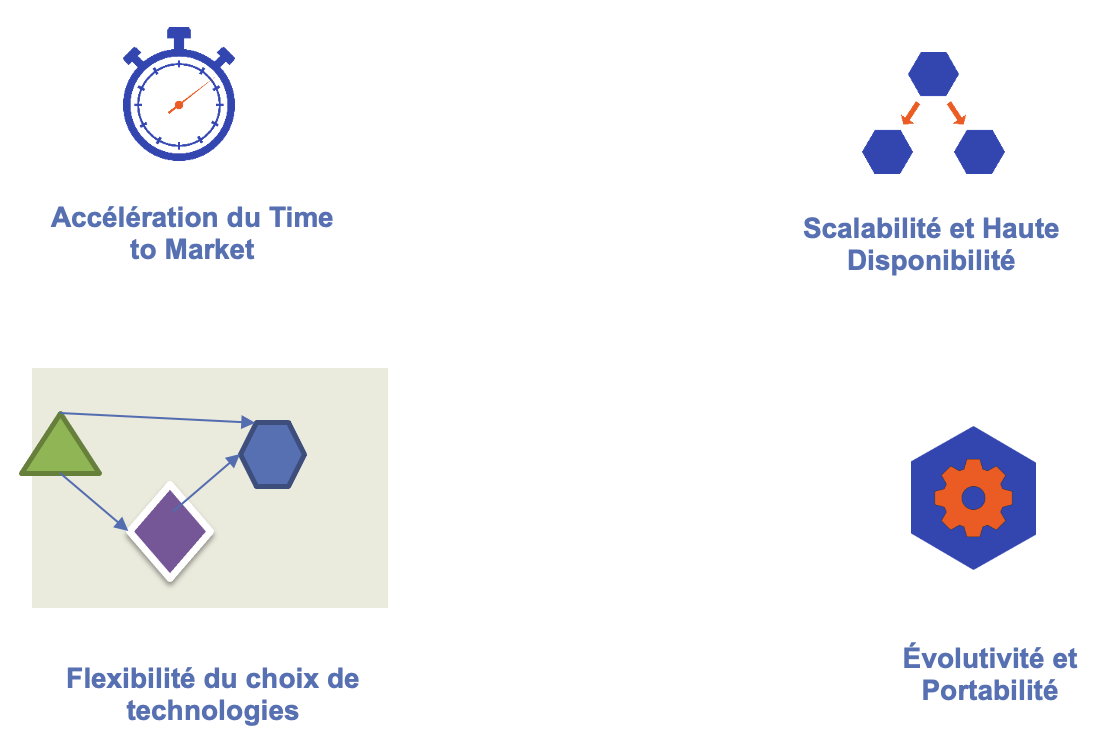 Accélération du Time
to Market
Scalabilité et Haute
Disponibilité
Flexibilité du choix de
technologies
Évolutivité et
Portabilité